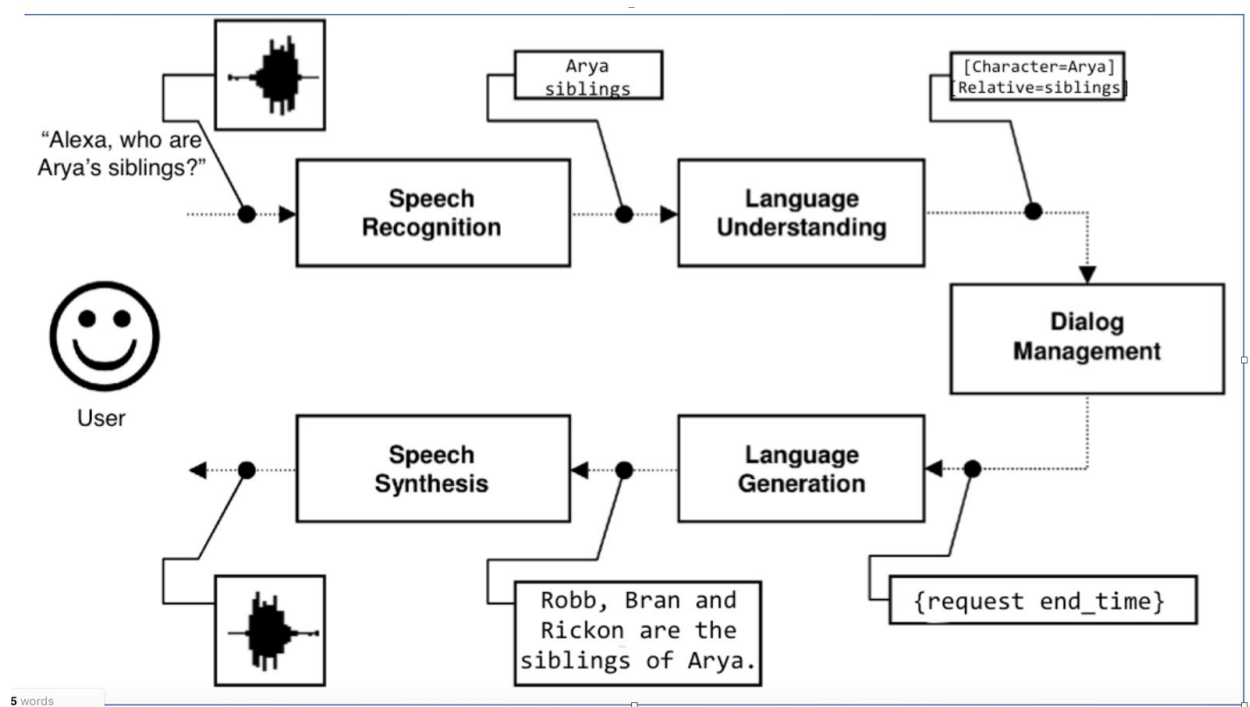 Arya
siblings
[Character=Arya]
[Relative=siblings]
“Alexa, who are
Arya’s siblings?”
Speech
Recognition
Language
Understanding
Dialog
Management
User
Speech
Synthesis
Language
Generation
{request end_time}
Robb, Bran and
Rickon are the
siblings of Arya.
5 words